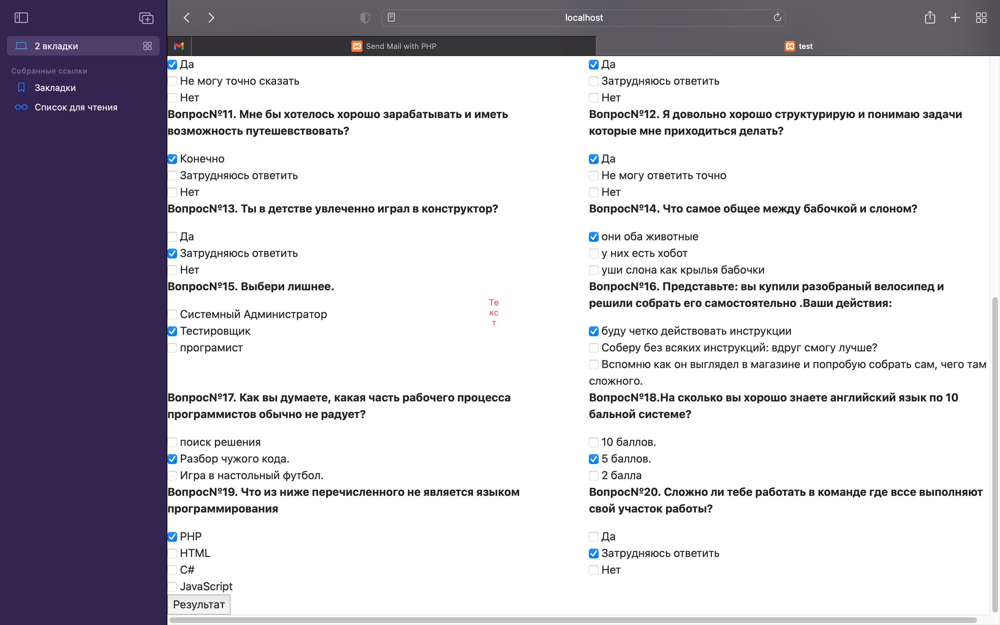 localhost
2 вкладки
Send Mail with PHP
test
Собранные ссылки
Закладки
Список для чтения
Да
Не могу точно сказать
Нет
Да
Затрудняюсь ответить
Нет
Вопрос№11. Мне бы хотелось хорошо зарабатывать и иметь
возможность путешевствовать?
Конечно
Затрудняюсь ответить
Нет
Вопрос№12. Я довольно хорошо структурирую и понимаю задачи
которые мне приходиться делать?
Да
Не могу ответить точно
Нет
Вопрос№13. Ты в детстве увлеченно играл в конструктор?
Да
Затрудняюсь ответить
Нет
Вопрос№14. Что самое общее между бабочкой и слоном?
они оба животные
у них есть хобот
уши слона как крылья бабочки
Вопрос№15. Выбери лишнее.
Системный Администратор
Тестировщик
програмист
Те
кс
т
Вопрос№16. Представьте: вы купили разобраный велосипед и
решили собрать его самостоятельно .Ваши действия:
буду четко действовать инструкции
Соберу без всяких инструкций: вдруг смогу лучше?
Вспомню как он выглядел в магазине и попробую собрать сам, чего там
сложного.
Вопрос№17. Как вы думаете, какая часть рабочего процесса
программистов обычно не радует?
поиск решения
Разбор чужого кода.
Игра в настольный футбол.
Вопрос№18.На сколько вы хорошо знаете английский язык по 10
бальной системе?
10 баллов.
5 баллов.
2 балла
Вопрос№19. Что из ниже перечисленного не является языком
программирования
PHP
HTML
C#
JavaScript
Вопрос№20. Сложно ли тебе работать в команде где вссе выполняют
свой участок работы?
Да
Затрудняюсь ответить
Нет
Результат